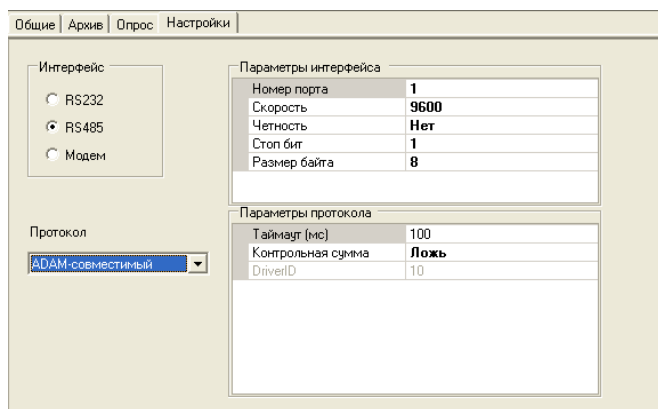 Общие Архив Опрос Настройки
Интерфейс
RS232
RS485
Модем
Протокол
ADAM-совместимый
Параметры интерфейса
Номер порта 1
Скорость 9600
Четность Нет
Стоп бит 1
Размер байта 8
Параметры протокола
Таймаут (мс) 100
Контрольная сумма Ложь
DriverID 10